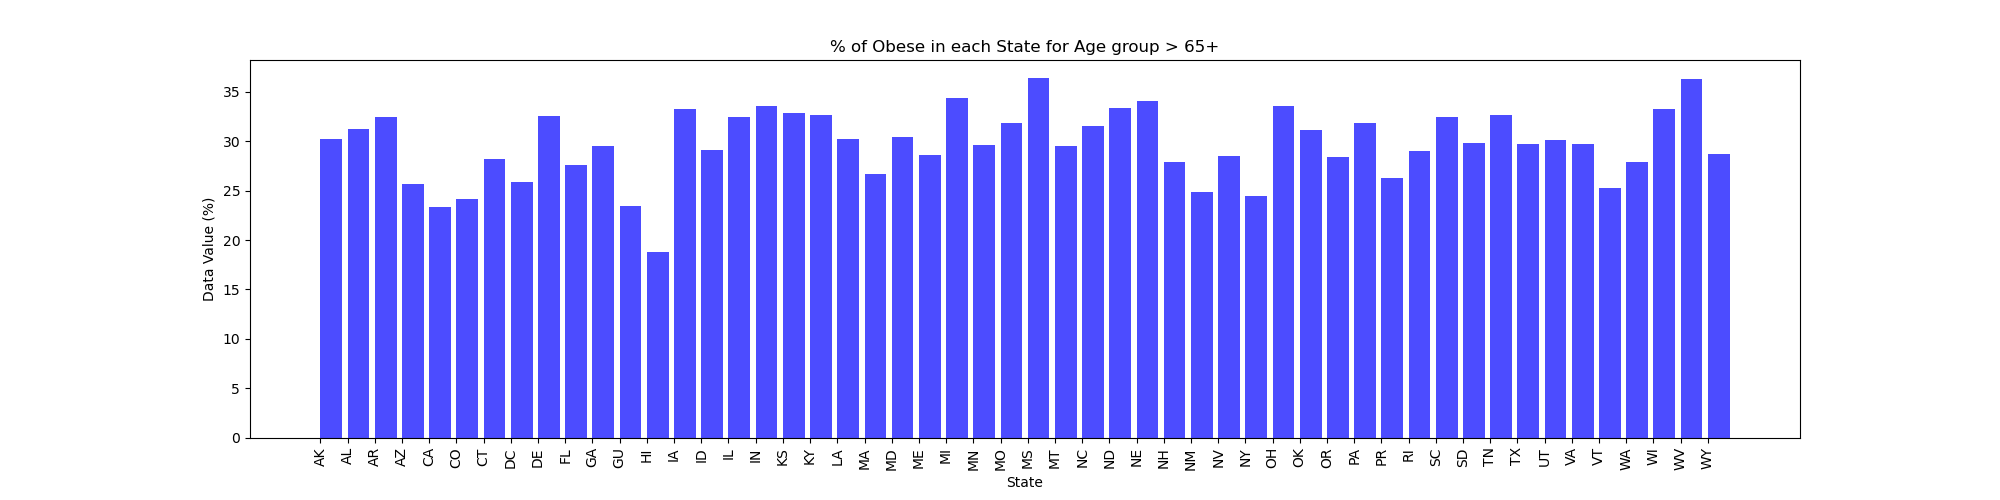 % of Obese in each State for Age group > 65+
Data Value (%)
35
30
25
20
15
10
5
0
AK AL AR AZ CA CO CT DC DE FL GA GU HI IA ID IL IN KS KY LA MA MD ME MI MN MO MS MT NC ND NE NH NM NV NY OH OK OR PA PR RI SC SD TN TX UT VA VT WA WI WV WY
State